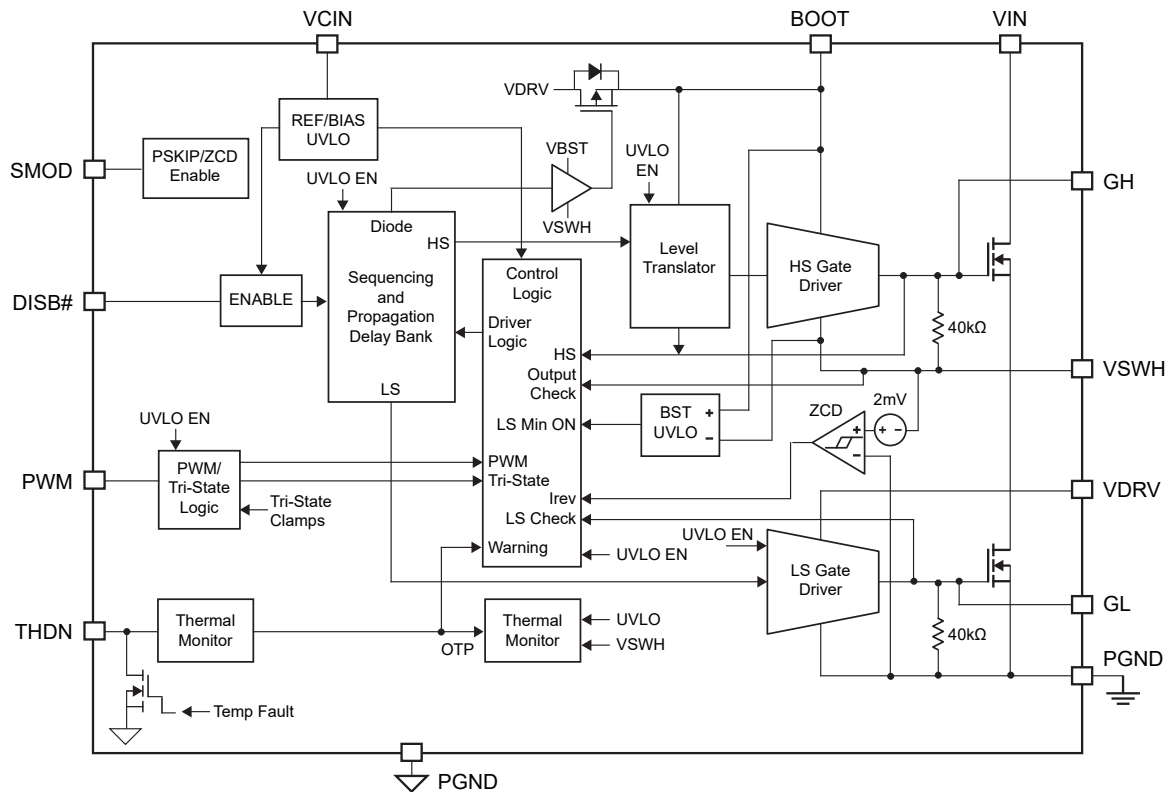 VCIN
BOOT
VIN
VDRV
REF/BIAS
UVLO
SMOD
PSKIP/ZCD
Enable
VBST
UVLO
EN
UVLO EN
GH
VSWH
Diode
HS
Level
Translator
HS Gate
Driver
Control
Logic
Sequencing
and
Propagation
Delay Bank
DISB#
ENABLE
Driver
Logic
40kΩ
HS
VSWH
Output
Check
LS
ZCD
2mV
UVLO EN
LS Min ON
BST
UVLO
+
–
+
–
+ -
PWM
PWM/
Tri-State
Logic
PWM
Tri-State
VDRV
Irev
Tri-State
Clamps
LS Check
UVLO EN
Warning
UVLO EN
LS Gate
Driver
GL
THDN
Thermal
Monitor
OTP
Thermal
Monitor
UVLO
VSWH
40kΩ
PGND
Temp Fault
PGND